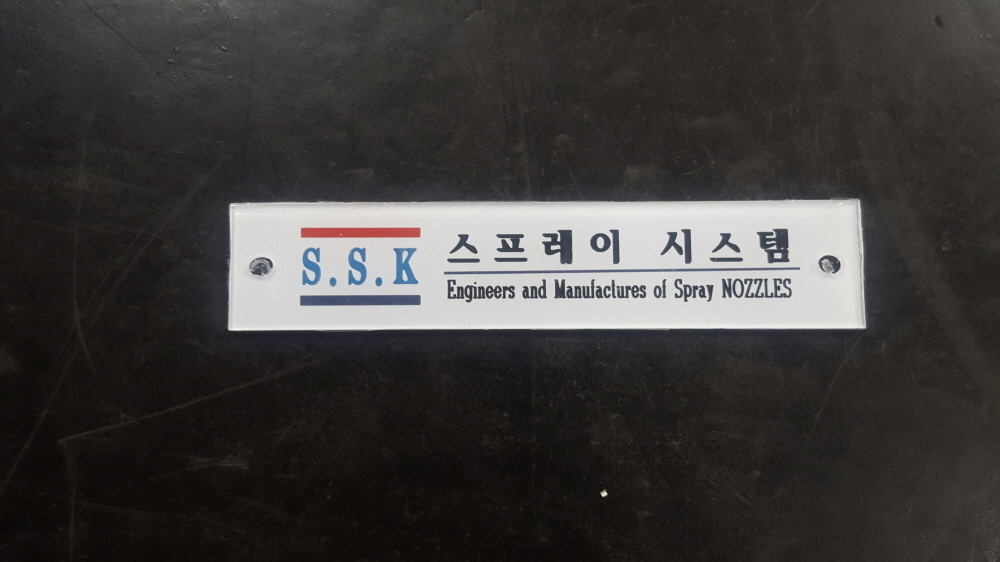 S.S.K
스프레이 시스템
Engineers and Manufactures of Spray NOZZLES